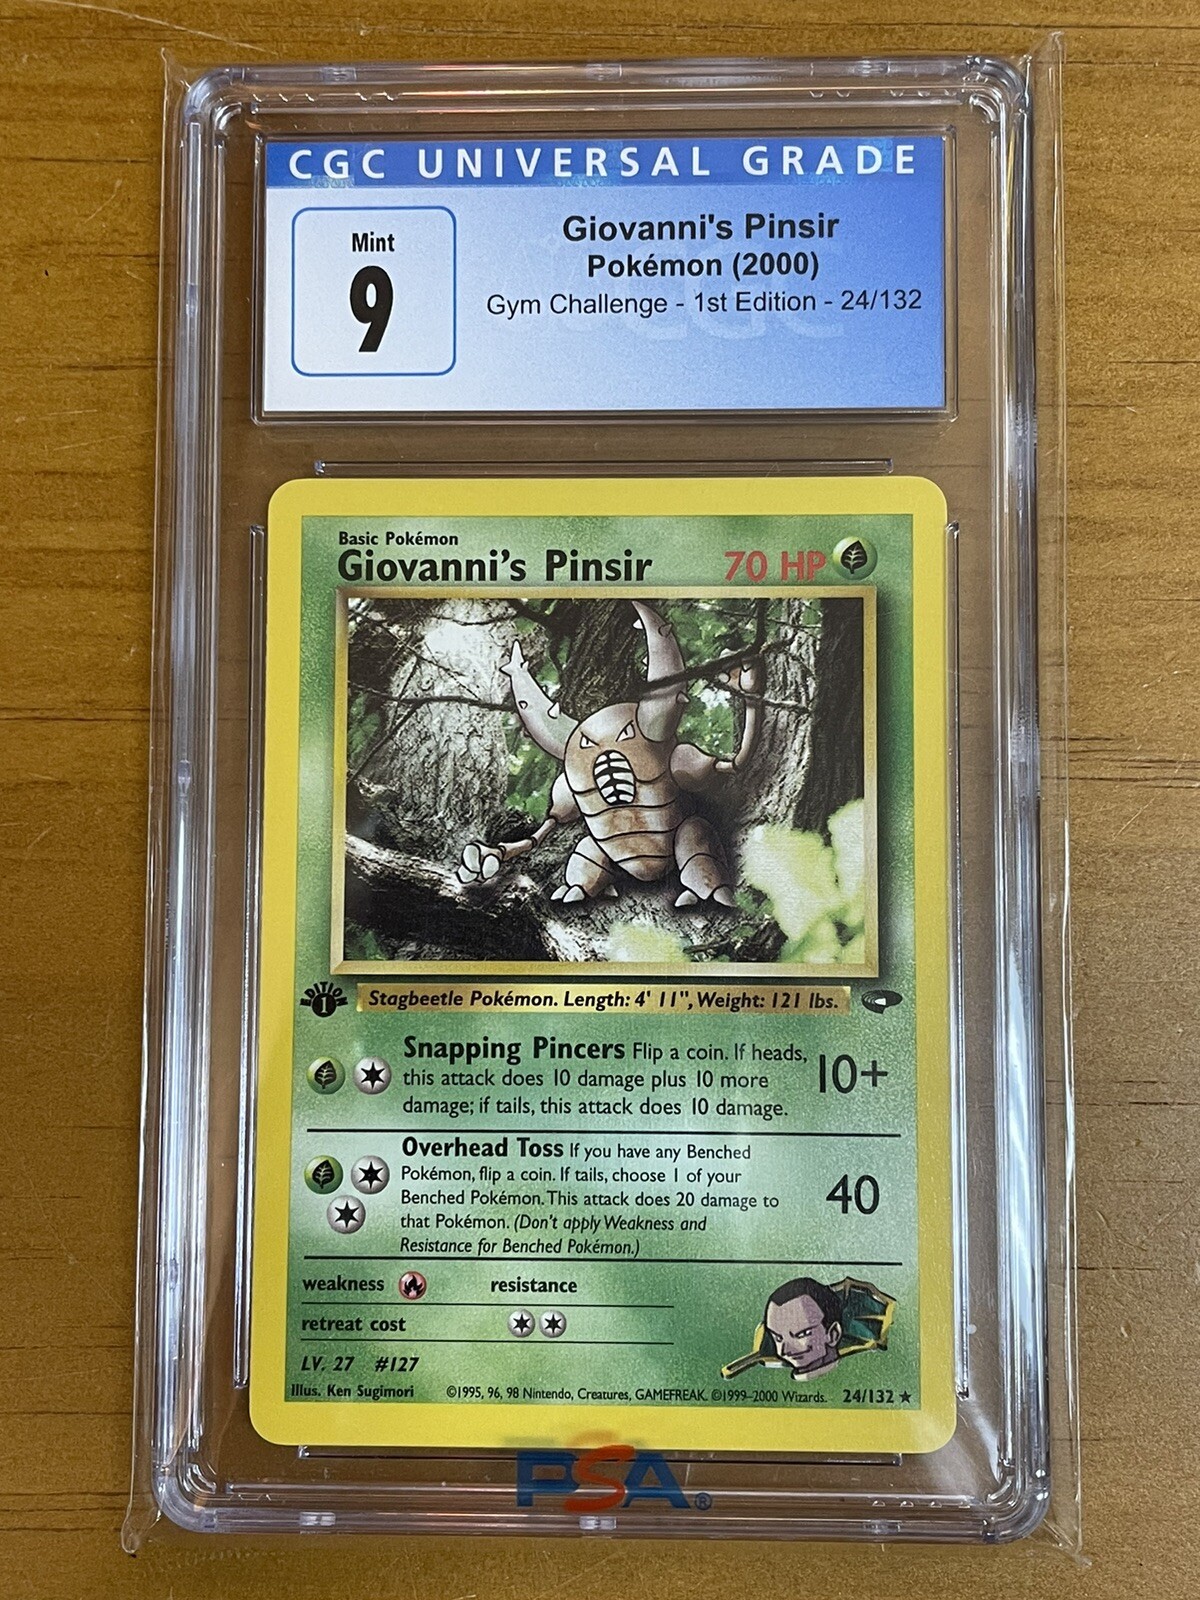 CGC UNIVERSAL GRADE
Mint
9
Giovanni's Pinsir
Pokémon (2000)
Gym Challenge - 1st Edition - 24/132
Basic Pokémon
Giovanni's Pinsir
70 HP
EDITION
1
Stagbeetle Pokémon. Length: 4' 11", Weight: 121 lbs.
Snapping Pincers Flip a coin. If heads,
this attack does 10 damage plus 10 more
damage; if tails, this attack does 10 damage.
10+
Overhead Toss If you have any Benched
Pokémon, flip a coin. If tails, choose 1 of your
Benched Pokémon. This attack does 20 damage to
that Pokémon. (Don't apply Weakness and
Resistance for Benched Pokémon.)
40
weakness
resistance
retreat cost
LV. 27 #127
Illus. Ken Sugimori
©1995, 96, 98 Nintendo, Creatures, GAMEFREAK. ©1999-2000 Wizards.
24/132 ★
PSA®